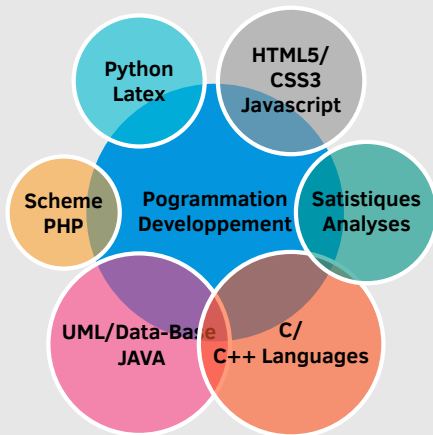 Python
Latex
HTML5/
CSS3
Javascript
Scheme
PHP
Pogrammation
Developpement
Satistiques
Analyses
UML/Data-Base
JAVA
C/
C++ Languages